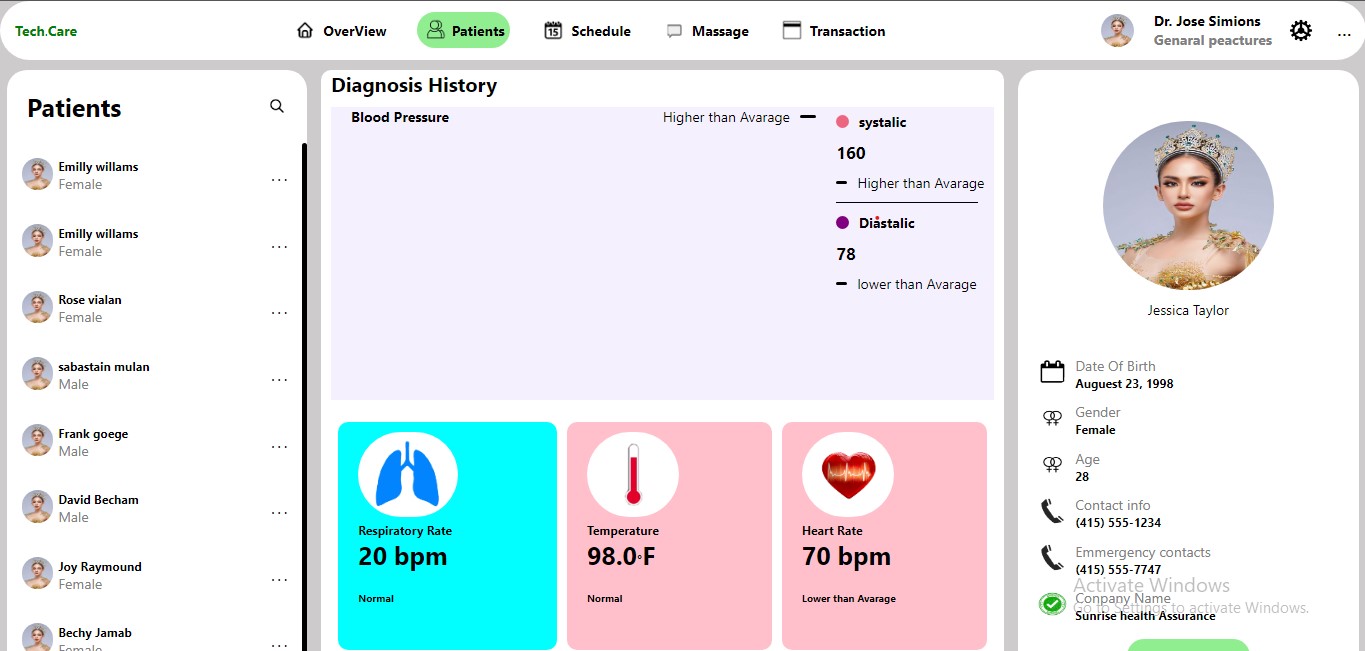 Tech.Care
OverView
Patients
15
Schedule
Massage
Transaction
Dr. Jose Simions
Genaral peactures
...
Patients
Emilly willams
Female
...
Emilly willams
Female
...
Rose vialan
Female
...
sabastain mulan
Male
...
Frank goege
Male
...
David Becham
Male
...
Joy Raymound
Female
...
Bechy Jamab
Female
...
Diagnosis History
Blood Pressure
Higher than Avarage
systalic
160
Higher than Avarage
Diastalic
78
lower than Avarage
Respiratory Rate
20 bpm
Normal
Temperature
98.0°F
Normal
Heart Rate
70 bpm
Lower than Avarage
Jessica Taylor
Date Of Birth
Auguest 23, 1998
Gender
Female
Age
28
Contact info
(415) 555-1234
Emmergency contacts
(415) 555-7747
Conpany Name
Sunrise health Assurance
Activate Windows
Go to Settings to activate Windows.